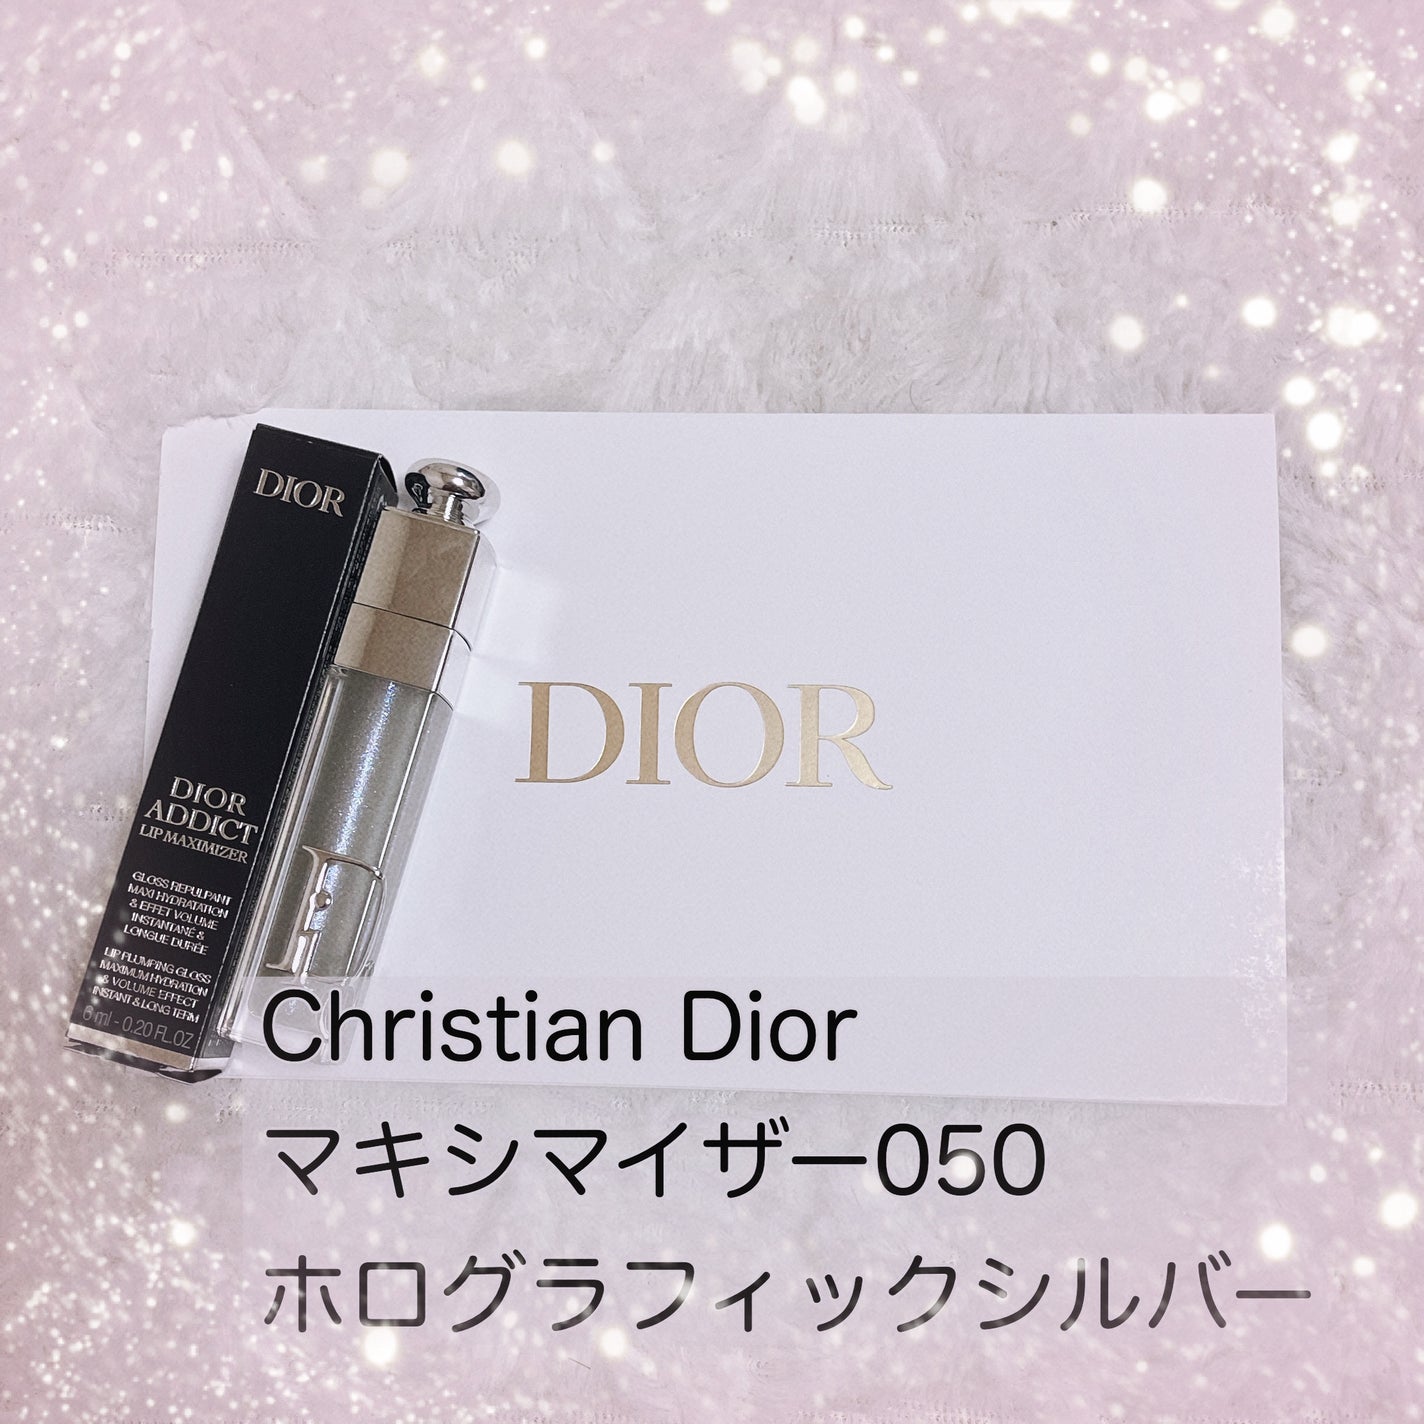 DIOR
DIOR
ADDICT
LIP MAXIMIZER
GLOSS REPULPANT
MAXI HYDRATATION
& EFFET VOLUME
INSTANTANÉ &
LONGUE DURÉE
LIP PLUMPING GLOSS
MAXIMUM HYDRATION
& VOLUME EFFECT
INSTANT & LONG TERM
6 ml - 0.20 FL.OZ
DIOR
Christian Dior
マキシマイザー050
ホログラフィックシルバー